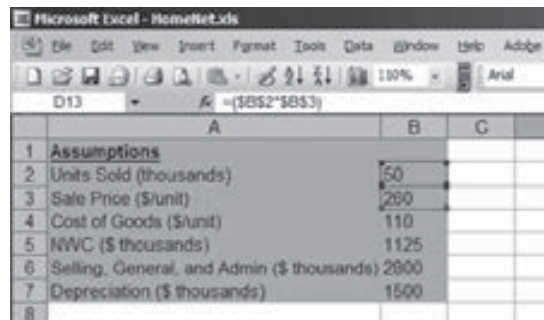 Microsoft Excel - HomeNet.xls
File Edit View Insert Format Tools Data Window Help Adobe
110% Arial
D13 fx =($B$2*$B$3)
A B C
1 Assumptions
2 Units Sold (thousands) 50
3 Sale Price ($/unit) 260
4 Cost of Goods ($/unit) 110
5 NWC ($ thousands) 1125
6 Selling, General, and Admin ($ thousands) 2800
7 Depreciation ($ thousands) 1500
8